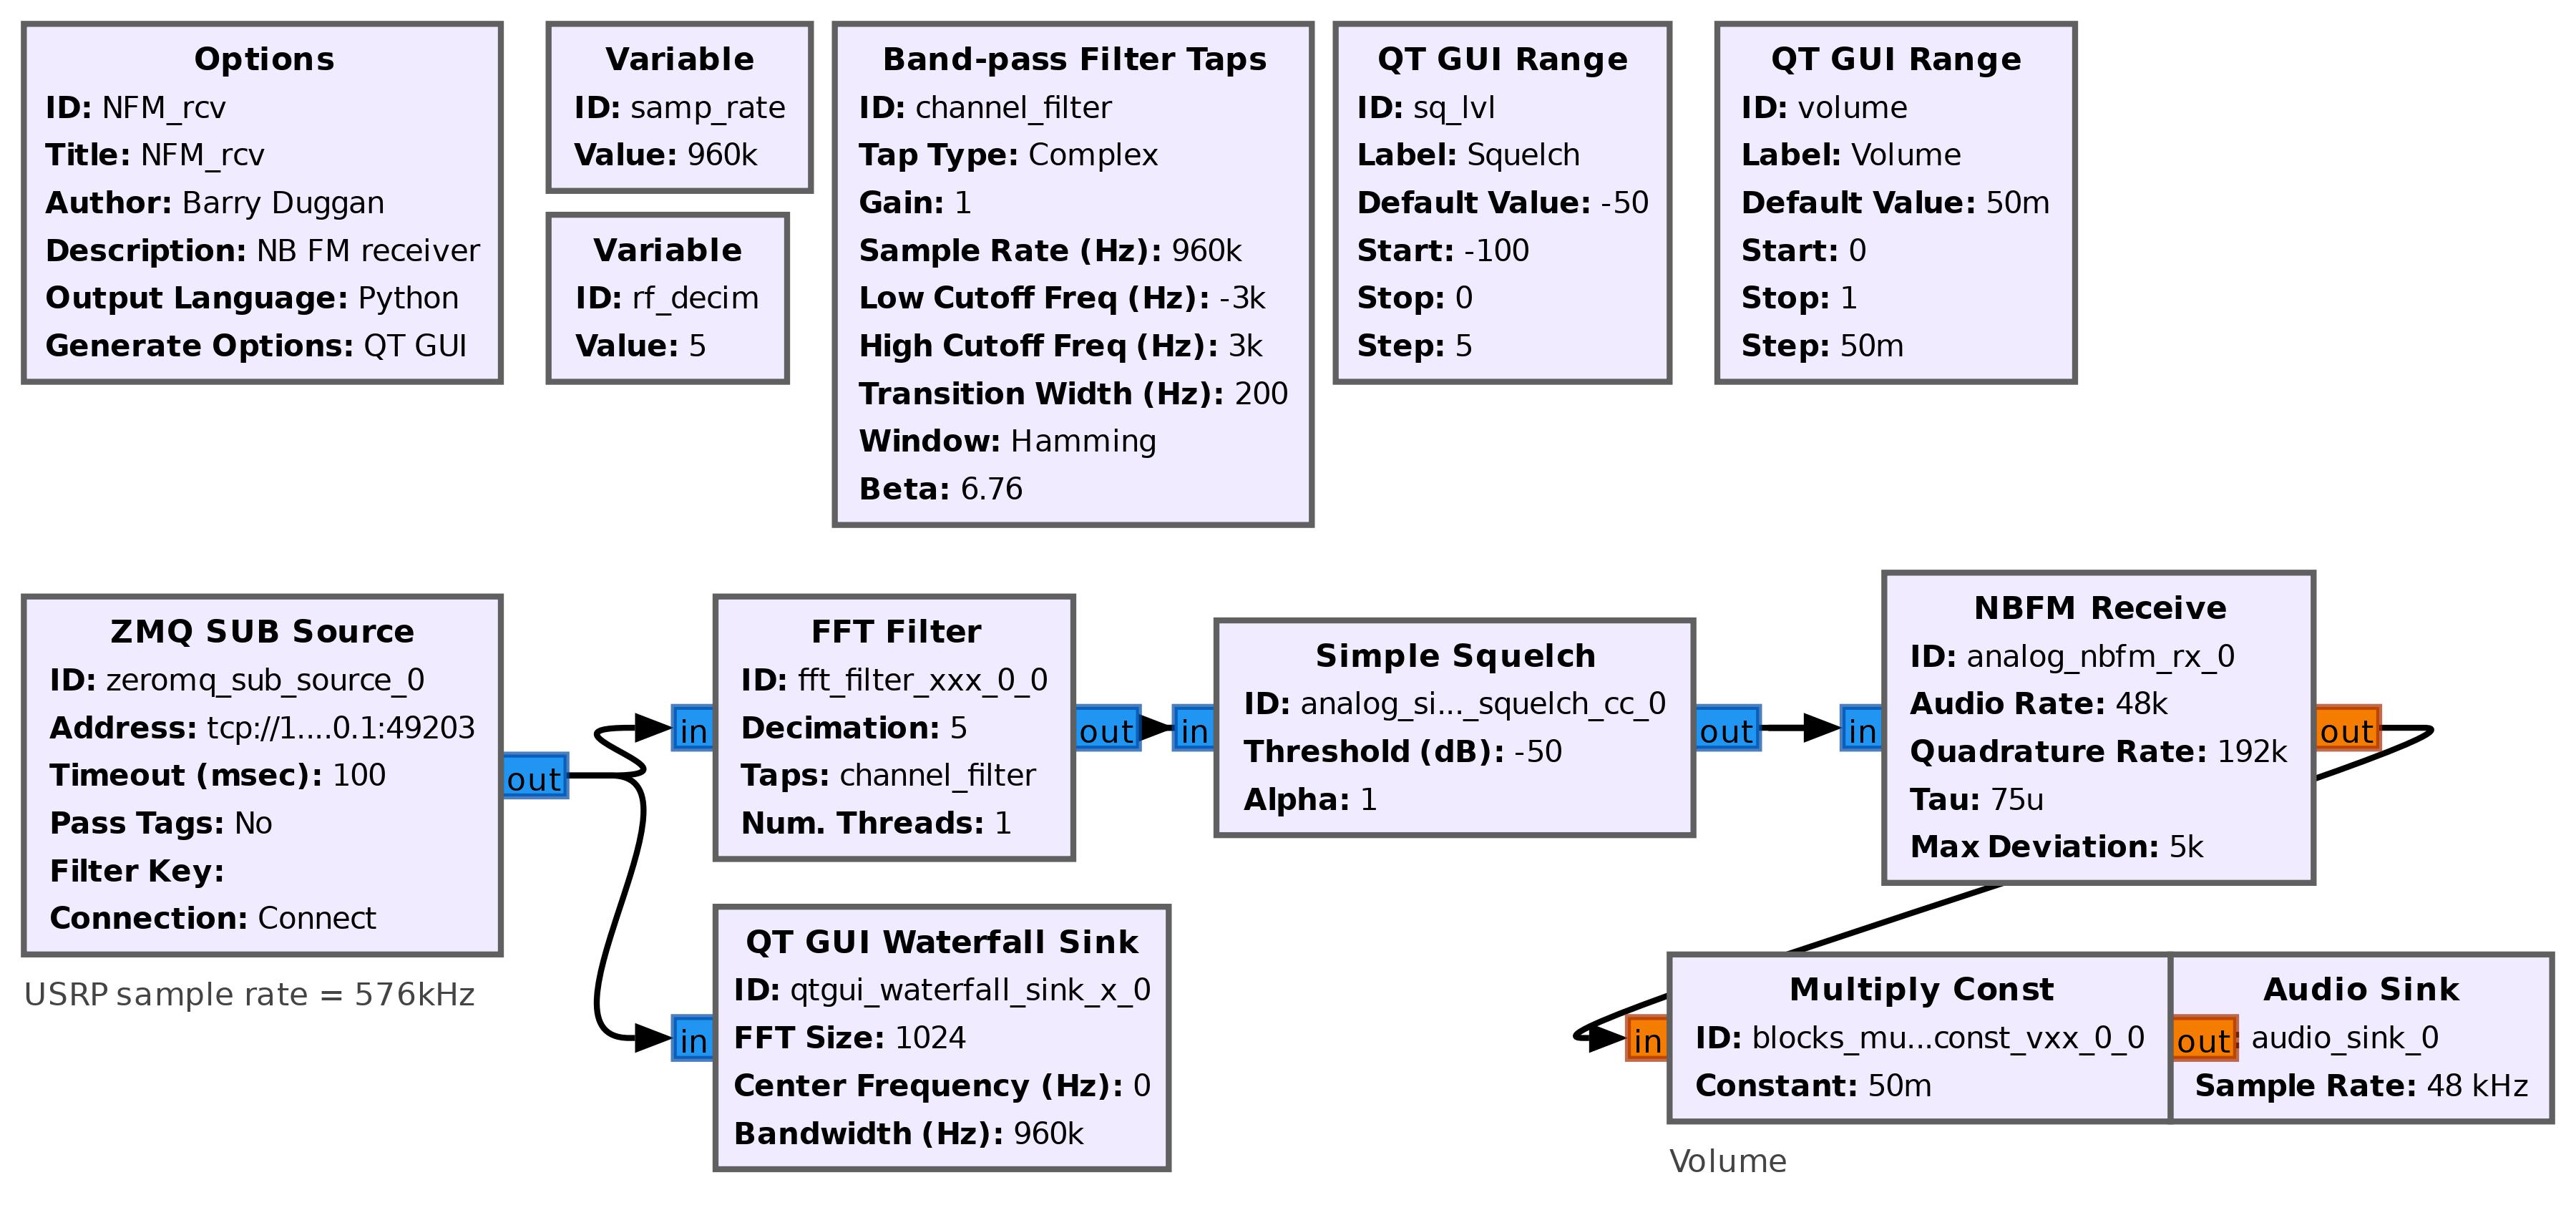 Options
ID: NFM_rcv
Title: NFM_rcv
Author: Barry Duggan
Description: NB FM receiver
Output Language: Python
Generate Options: QT GUI
Variable
ID: samp_rate
Value: 960k
Variable
ID: rf_decim
Value: 5
Band-pass Filter Taps
ID: channel_filter
Tap Type: Complex
Gain: 1
Sample Rate (Hz): 960k
Low Cutoff Freq (Hz): -3k
High Cutoff Freq (Hz): 3k
Transition Width (Hz): 200
Window: Hamming
Beta: 6.76
QT GUI Range
ID: sq_lvl
Label: Squelch
Default Value: -50
Start: -100
Stop: 0
Step: 5
QT GUI Range
ID: volume
Label: Volume
Default Value: 50m
Start: 0
Stop: 1
Step: 50m
ZMQ SUB Source
ID: zeromq_sub_source_0
Address: tcp://1....0.1:49203
Timeout (msec): 100
Pass Tags: No
Filter Key:
Connection: Connect
out
USRP sample rate = 576kHz
in
FFT Filter
ID: fft_filter_xxx_0_0
Decimation: 5
Taps: channel_filter
Num. Threads: 1
out
in
QT GUI Waterfall Sink
ID: qtgui_waterfall_sink_x_0
FFT Size: 1024
Center Frequency (Hz): 0
Bandwidth (Hz): 960k
in
Simple Squelch
ID: analog_si..._squelch_cc_0
Threshold (dB): -50
Alpha: 1
out
in
NBFM Receive
ID: analog_nbfm_rx_0
Audio Rate: 48k
Quadrature Rate: 192k
Tau: 75u
Max Deviation: 5k
out
in
Multiply Const
ID: blocks_mu...const_vxx_0_0
Constant: 50m
out
Volume
Audio Sink
: audio_sink_0
Sample Rate: 48 kHz